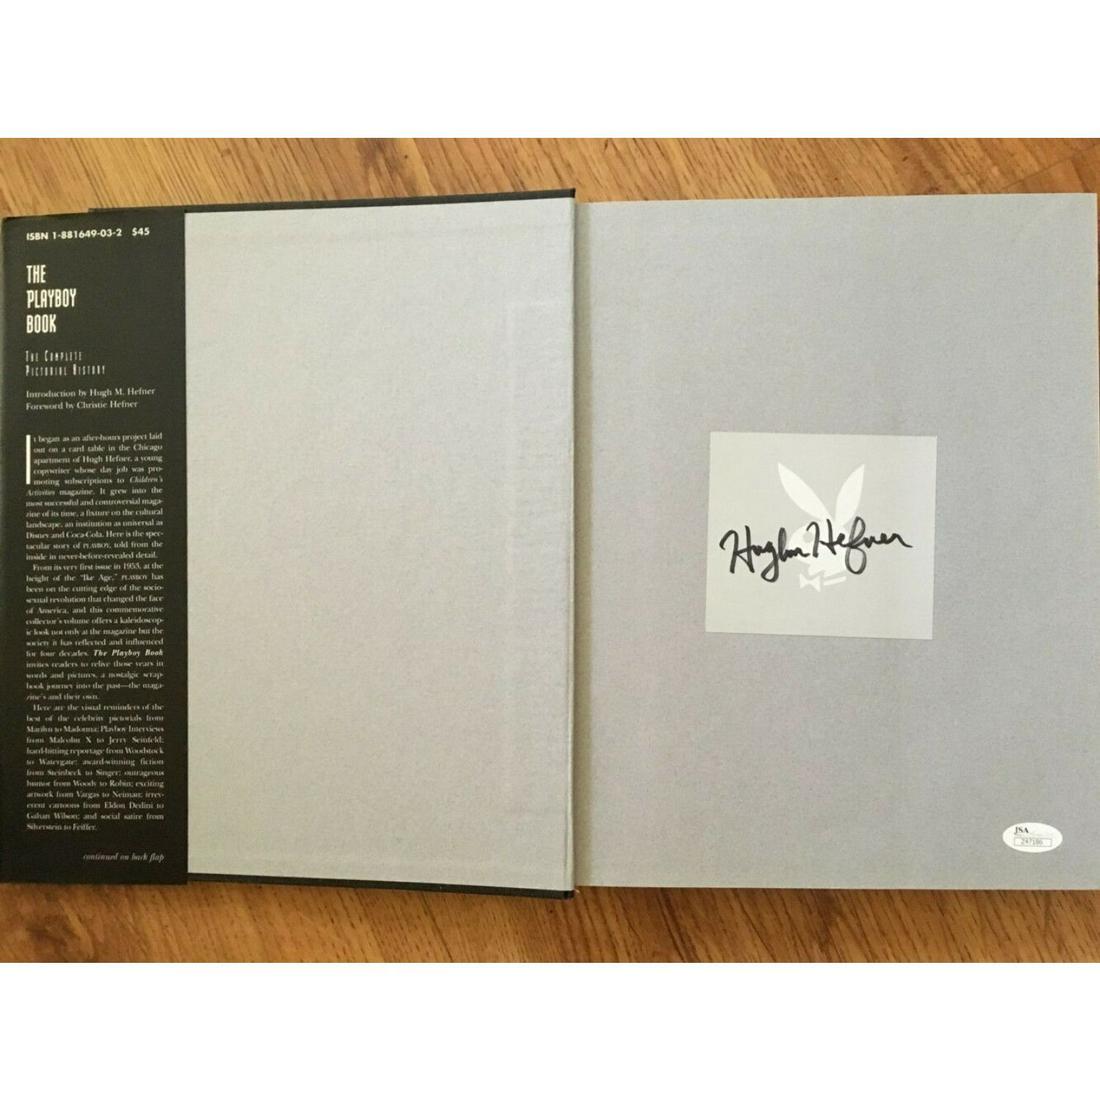 ISBN 1-881649-03-2 $45
THE
PLAYBOY
BOOK
THE COMPLETE
PICTORIAL HISTORY
Introduction by Hugh M. Hefner
Foreword by Christie Hefner
It began as an after-hours project laid
out on a card table in the Chicago
apartment of Hugh Hefner, a young
copywriter whose day job was pro-
moting subscriptions to Children's
Activities magazine. It grew into the
most successful and controversial maga-
zine of its time, a fixture on the cultural
landscape, an institution as universal as
Disney and Coca-Cola. Here is the spec-
tacular story of PLAYBOY, told from the
inside in never-before-revealed detail.
From its very first issue in 1953, at the
height of the "Ike Age," PLAYBOY has
been on the cutting edge of the socio-
sexual revolution that changed the face
of America, and this commemorative
collector's volume offers a kaleidoscop-
ic look not only at the magazine but the
society it has reflected and influenced
for four decades. The Playboy Book
invites readers to relive those years in
words and pictures, a nostalgic scrap-
book journey into the past—the maga-
zine's and their own.
Here are the visual reminders of the
best of the celebrity pictorials from
Marilyn to Madonna; Playboy Interviews
from Malcolm X to Jerry Seinfeld;
hard-hitting reportage from Woodstock
to Watergate; award-winning fiction
from Steinbeck to Singer; outrageous
humor from Woody to Robin; exciting
artwork from Vargas to Neiman; irrev-
erent cartoons from Eldon Dedini to
Gahan Wilson; and social satire from
Silverstein to Feiffer.
continued on back flap
Hugh M Hefner
JSA
Z47186